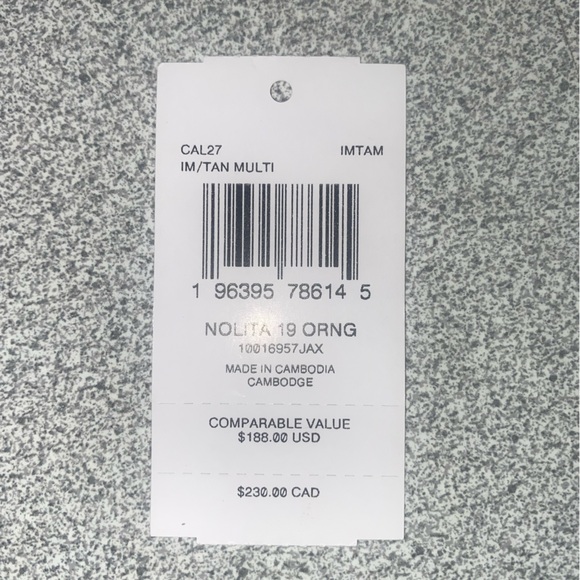 CAL27 IMTAM
IM/TAN MULTI
1 96395 78614 5
NOLITA 19 ORNG
10016957JAX
MADE IN CAMBODIA
CAMBODGE
COMPARABLE VALUE
$188.00 USD
$230.00 CAD